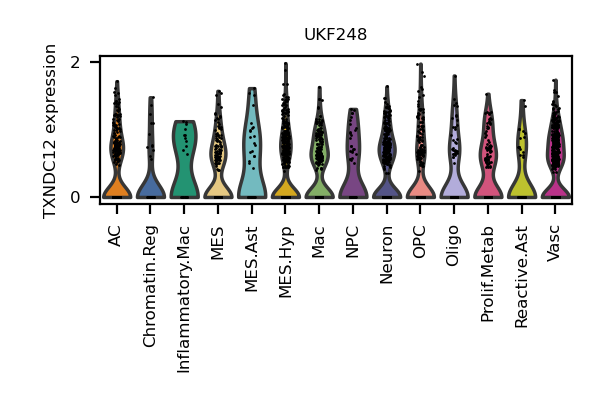 UKF248
TXNDC12 expression
2
0
AC
Chromatin.Reg
Inflammatory.Mac
MES
MES.Ast
MES.Hyp
Mac
NPC
Neuron
OPC
Oligo
Prolif.Metab
Reactive.Ast
Vasc